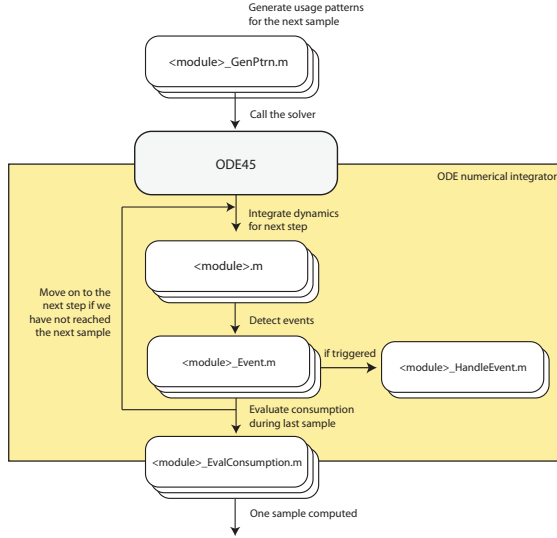 Generate usage patterns
for the next sample
<module>_GenPtrn.m
Call the solver
ODE45
ODE numerical integrator
Integrate dynamics
for next step
<module>.m
Move on to the
next step if we
have not reached
the next sample
Detect events
<module>_Event.m
if triggered
<module>_HandleEvent.m
Evaluate consumption
during last sample
<module>_EvalConsumption.m
One sample computed